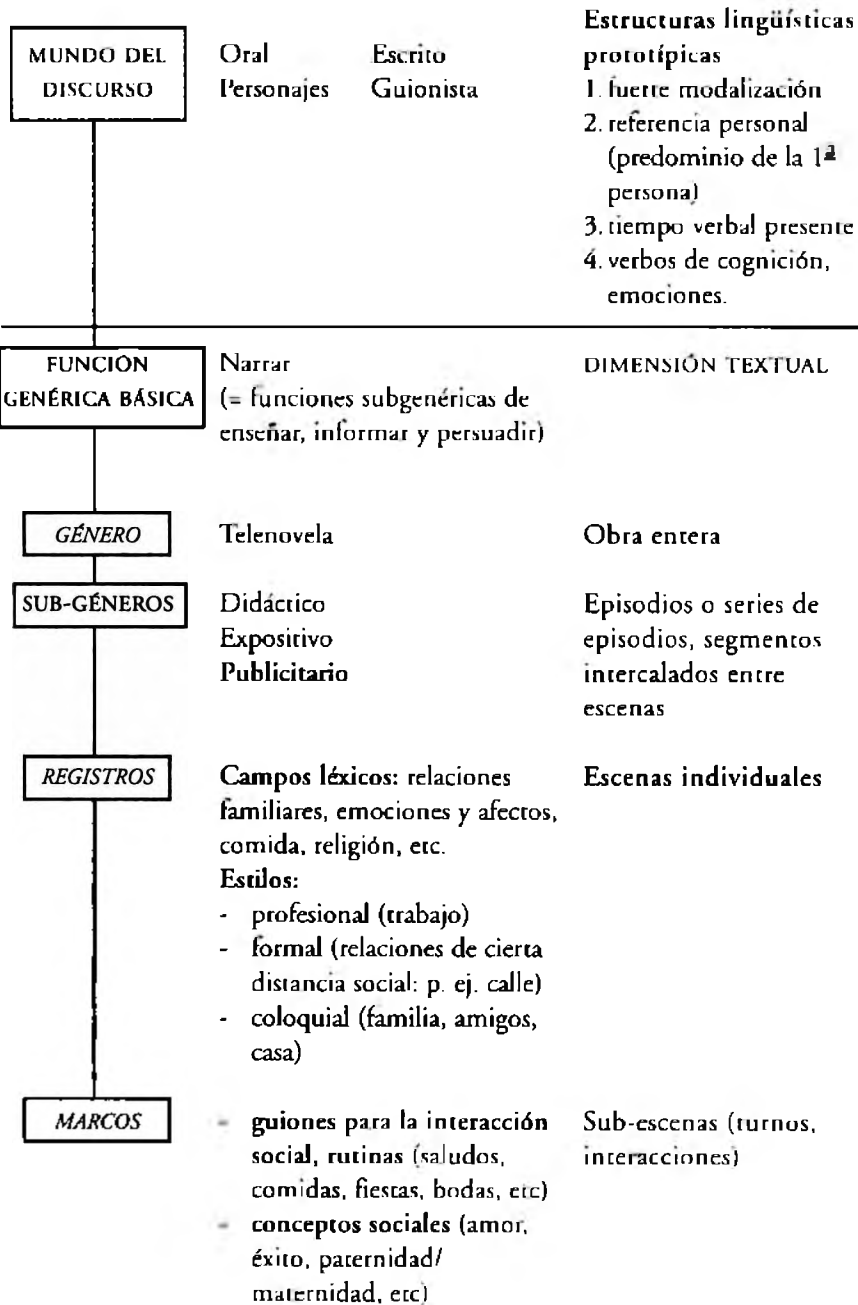 MUNDO DEL
DISCURSO
Oral
Personajes
Escrito
Guionista
Estructuras lingüísticas
prototípicas
1. fuerte modalización
2. referencia personal
(predominio de la 1ª
persona)
3. tiempo verbal presente
4. verbos de cognición,
emociones.
FUNCIÓN
GENÉRICA BÁSICA
Narrar
(= funciones subgenéricas de
enseñar, informar y persuadir)
DIMENSIÓN TEXTUAL
GÉNERO
Telenovela
Obra entera
SUB-GÉNEROS
Didáctico
Expositivo
Publicitario
Episodios o series de
episodios, segmentos
intercalados entre
escenas
REGISTROS
Campos léxicos: relaciones
familiares, emociones y afectos,
comida, religión, etc.
Estilos:
- profesional (trabajo)
- formal (relaciones de cierta
distancia social: p. ej. calle)
- coloquial (familia, amigos,
casa)
Escenas individuales
MARCOS
- guiones para la interacción
social, rutinas (saludos,
comidas, fiestas, bodas, etc)
- conceptos sociales (amor,
éxito, paternidad/
maternidad, etc)
Sub-escenas (turnos,
interacciones)